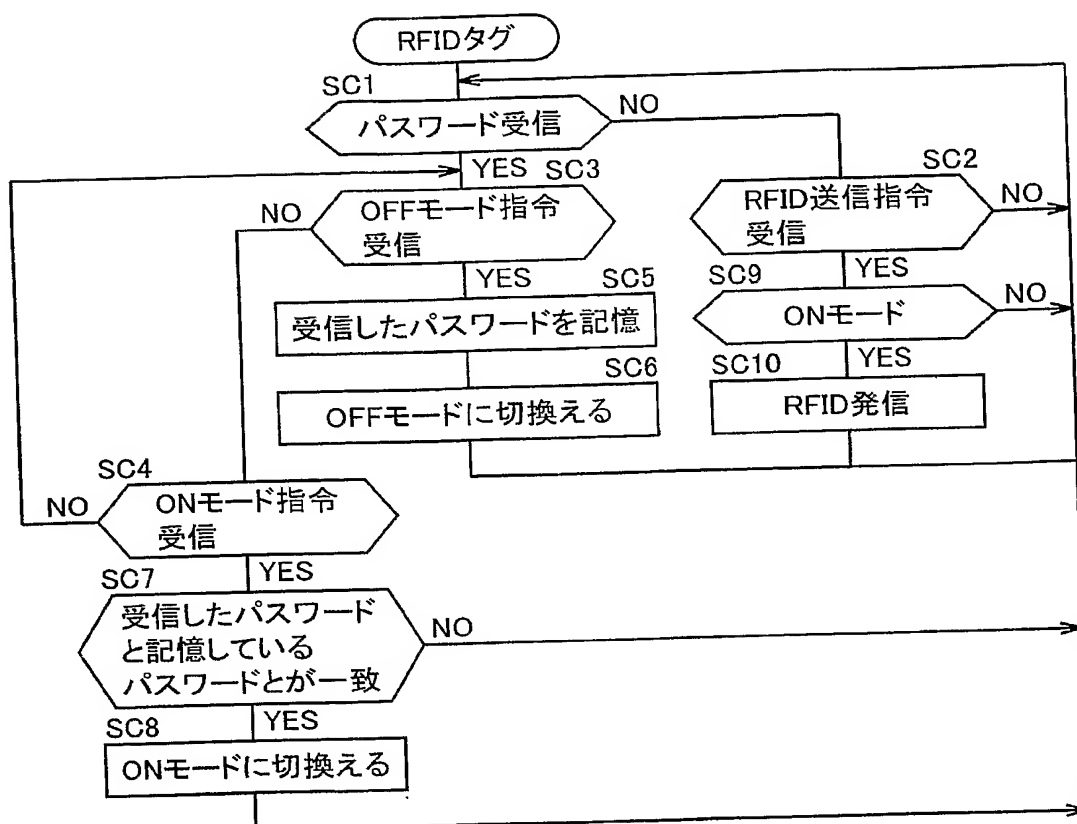 RFIDタグ
SC1
パスワード受信
NO
YES
SC3
OFFモード指令
受信
NO
YES
SC5
受信したパスワードを記憶
SC6
OFFモードに切換える
SC2
RFID送信指令
受信
NO
YES
SC9
ONモード
NO
YES
SC10
RFID発信
SC4
ONモード指令
受信
NO
YES
SC7
受信したパスワード
と記憶している
パスワードとが一致
NO
YES
SC8
ONモードに切換える